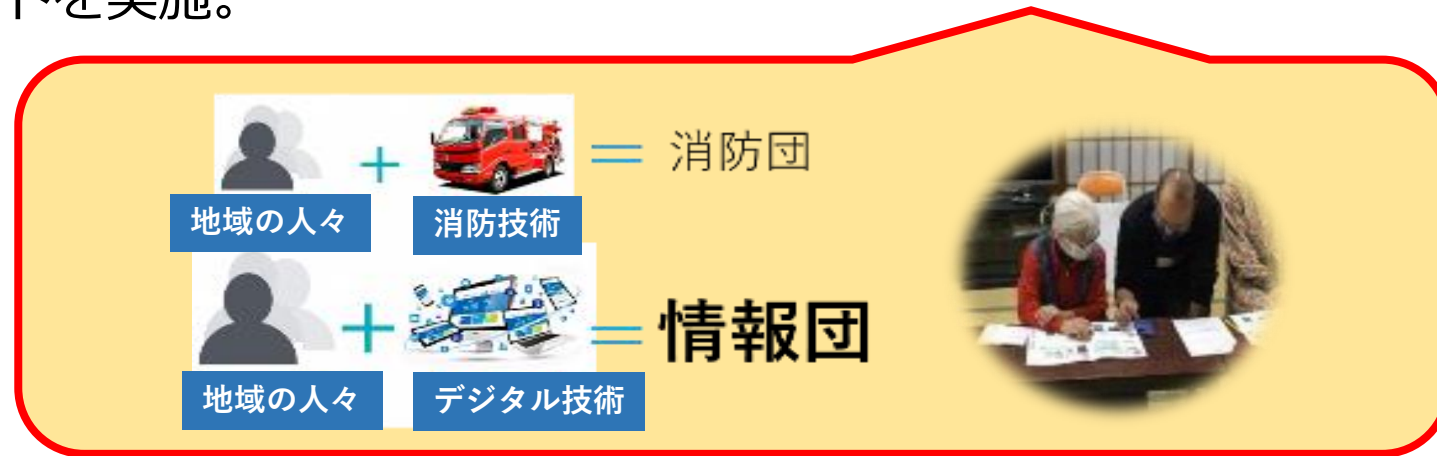 トを実施。
+ = 消防団
地域の人々 消防技術
+ = 情報団
地域の人々 デジタル技術